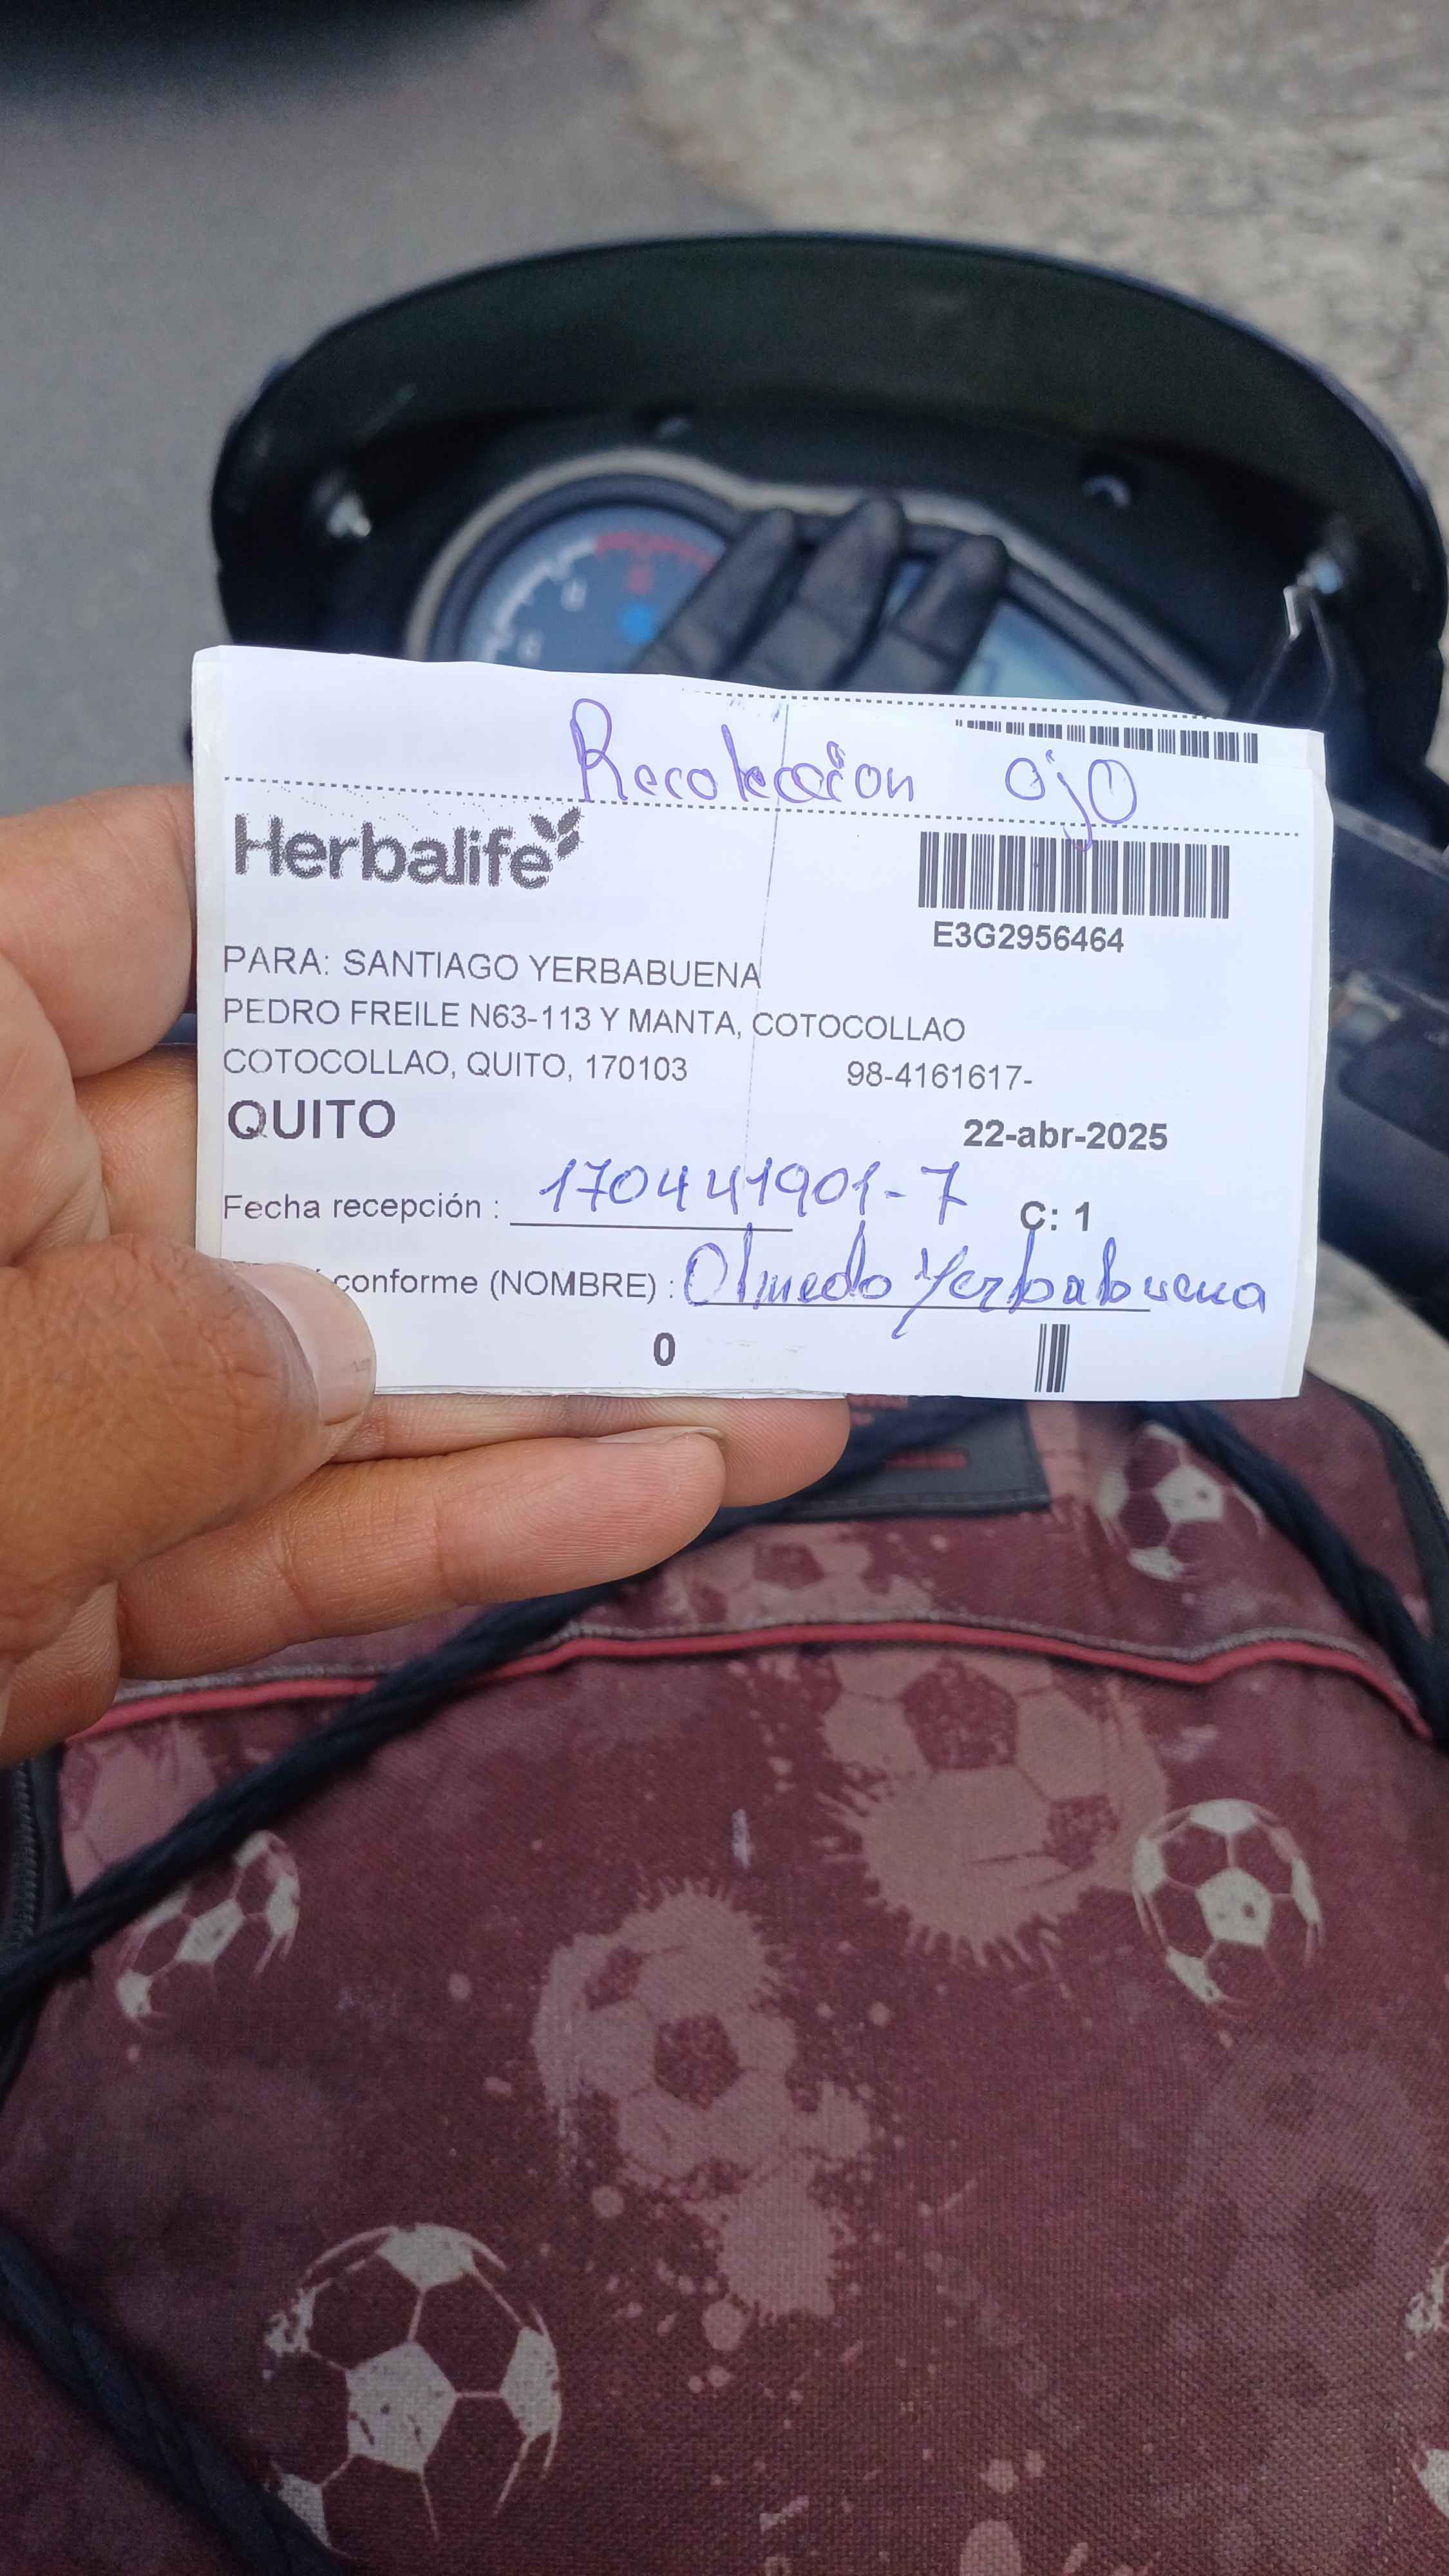 Recoleccion ojo
Herbalife
E3G2956464
PARA: SANTIAGO YERBABUENA
PEDRO FREILE N63-113 Y MANTA, COTOCOLLAO
COTOCOLLAO, QUITO, 170103 98-4161617-
QUITO 22-abr-2025
Fecha recepción : 170441901-7 C: 1
conforme (NOMBRE) : Olmedo Yerbabuena
0